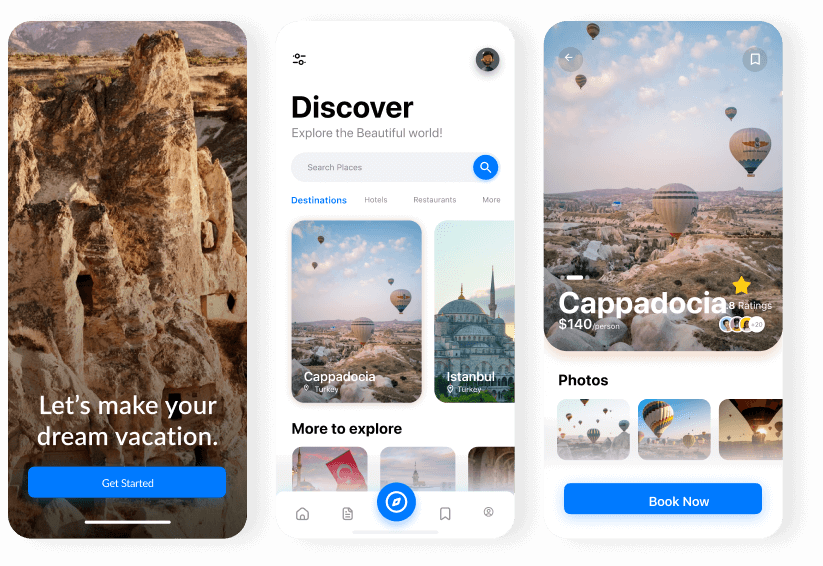 Let's make your
dream vacation.
Get Started
Discover
Explore the Beautiful world!
Search Places
Destinations Hotels Restaurants More
Cappadocia
Turkey
Istanbul
Turkey
More to explore
Cappadocia
8 Ratings
$140/person
+20
Photos
Book Now